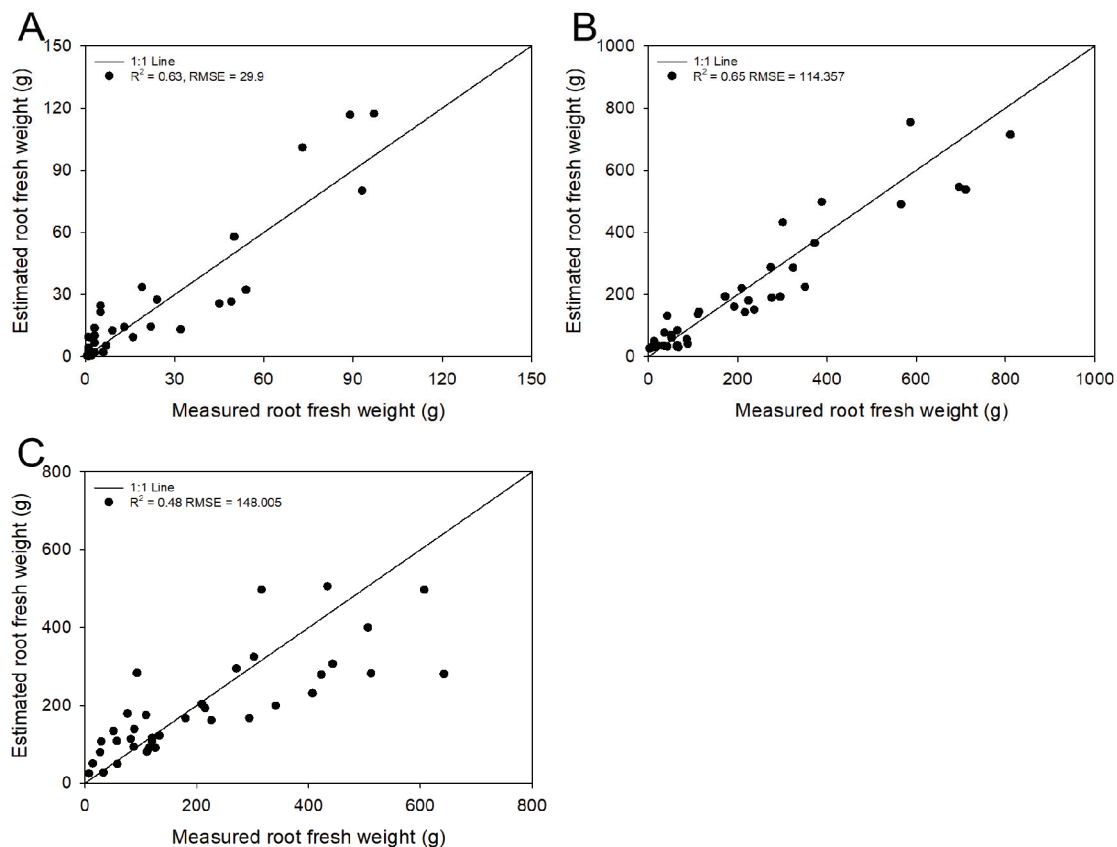 A
150
120
90
60
30
0
Estimated root fresh weight (g)
1:1 Line
R² = 0.63, RMSE = 29.9
0 30 60 90 120 150
Measured root fresh weight (g)
B
1000
800
600
400
200
0
Estimated root fresh weight (g)
1:1 Line
R² = 0.65 RMSE = 114.357
0 200 400 600 800 1000
Measured root fresh weight (g)
C
800
600
400
200
0
Estimated root fresh weight (g)
1:1 Line
R² = 0.48 RMSE = 148.005
0 200 400 600 800
Measured root fresh weight (g)